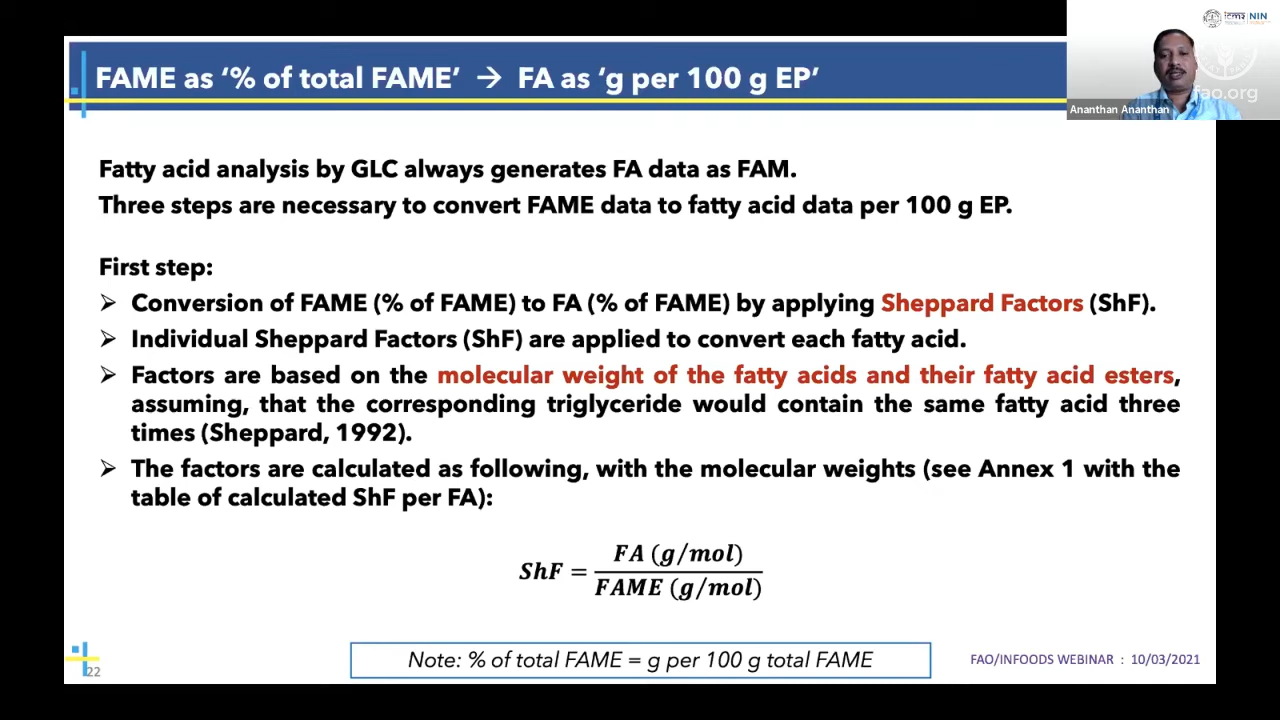 icmr NIN
FAME as ‘% of total FAME’ → FA as ‘g per 100 g EP’
fao.org
Ananthan Ananthan
Fatty acid analysis by GLC always generates FA data as FAM.
Three steps are necessary to convert FAME data to fatty acid data per 100 g EP.
First step:
➢ Conversion of FAME (% of FAME) to FA (% of FAME) by applying Sheppard Factors (ShF).
➢ Individual Sheppard Factors (ShF) are applied to convert each fatty acid.
➢ Factors are based on the molecular weight of the fatty acids and their fatty acid esters,
assuming, that the corresponding triglyceride would contain the same fatty acid three
times (Sheppard, 1992).
➢ The factors are calculated as following, with the molecular weights (see Annex 1 with the
table of calculated ShF per FA):
FA (g/mol)
ShF =
FAME (g/mol)
Note: % of total FAME = g per 100 g total FAME
FAO/INFOODS WEBINAR : 10/03/2021
22